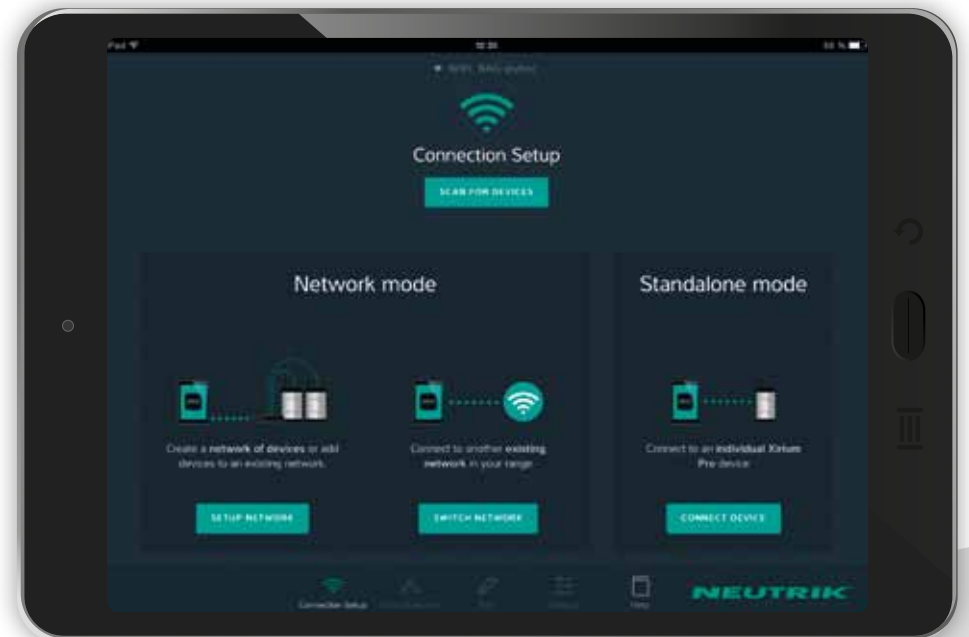 iPad
Connection Setup
SCAN FOR DEVICES
Network mode
Standalone mode
Create a network of devices or add
devices to an existing network.
Connect to another existing
network in your range
Connect to an individual Xirium
Pro device
SETUP NETWORK
SWITCH NETWORK
CONNECT DEVICE
Connection Setup
Help
NEUTRIK